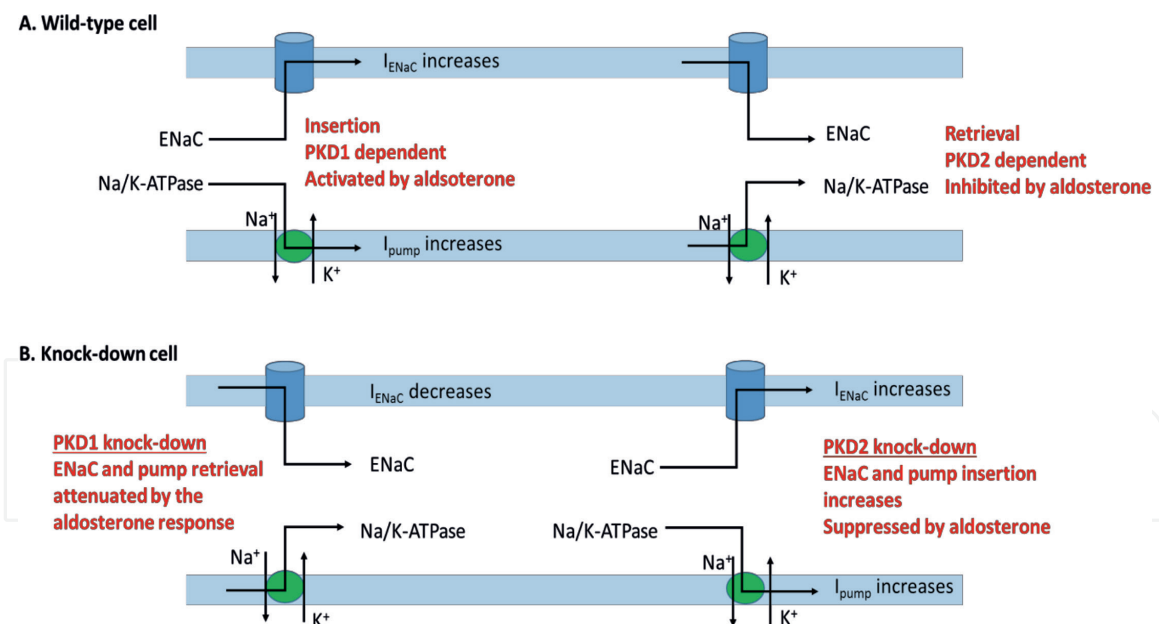 A. Wild-type cell
I_ENaC increases
ENaC
Insertion
PKD1 dependent
Activated by aldsoterone
Na/K-ATPase
Na⁺
I_pump increases
K⁺
ENaC
Retrieval
PKD2 dependent
Inhibited by aldosterone
Na/K-ATPase
Na⁺
K⁺
B. Knock-down cell
I_ENaC decreases
PKD1 knock-down
ENaC and pump retrieval
attenuated by the
aldosterone response
ENaC
Na/K-ATPase
Na⁺
K⁺
I_ENaC increases
ENaC
PKD2 knock-down
ENaC and pump insertion
increases
Suppressed by aldosterone
Na/K-ATPase
Na⁺
I_pump increases
K⁺